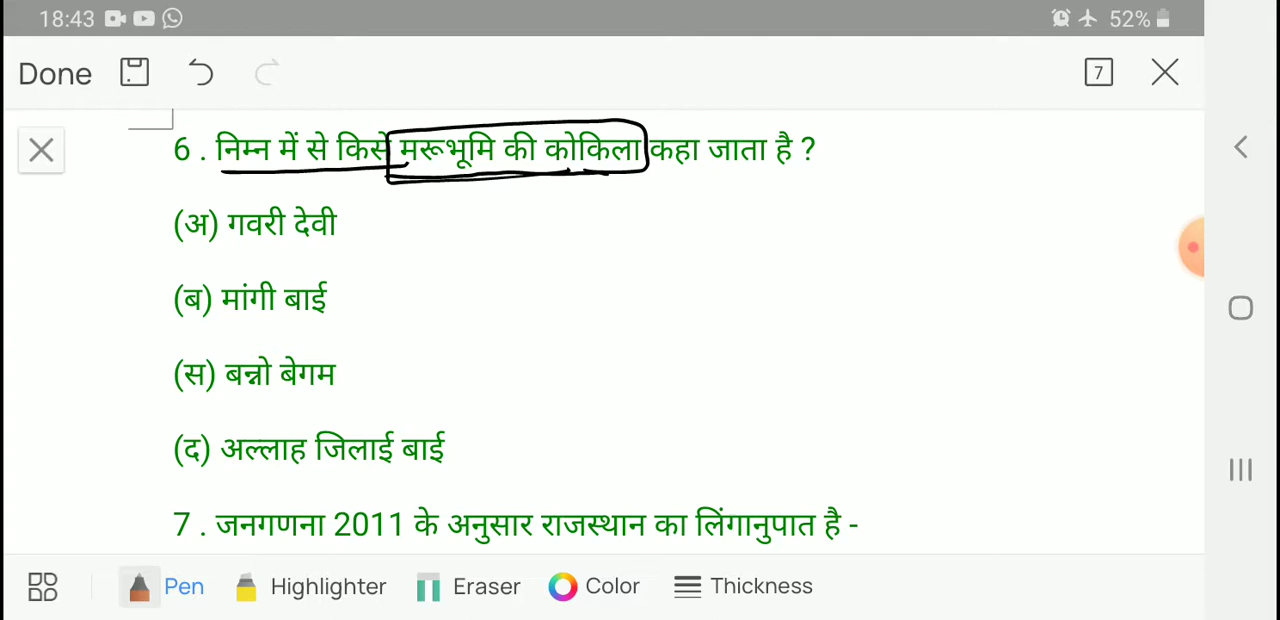 18:43 52%
Done 7
6 . निम्न में से किसे मरूभूमि की कोकिला कहा जाता है ?
(अ) गवरी देवी
(ब) मांगी बाई
(स) बन्नो बेगम
(द) अल्लाह जिलाई बाई
7 . जनगणना 2011 के अनुसार राजस्थान का लिंगानुपात है -
Pen Highlighter Eraser Color Thickness